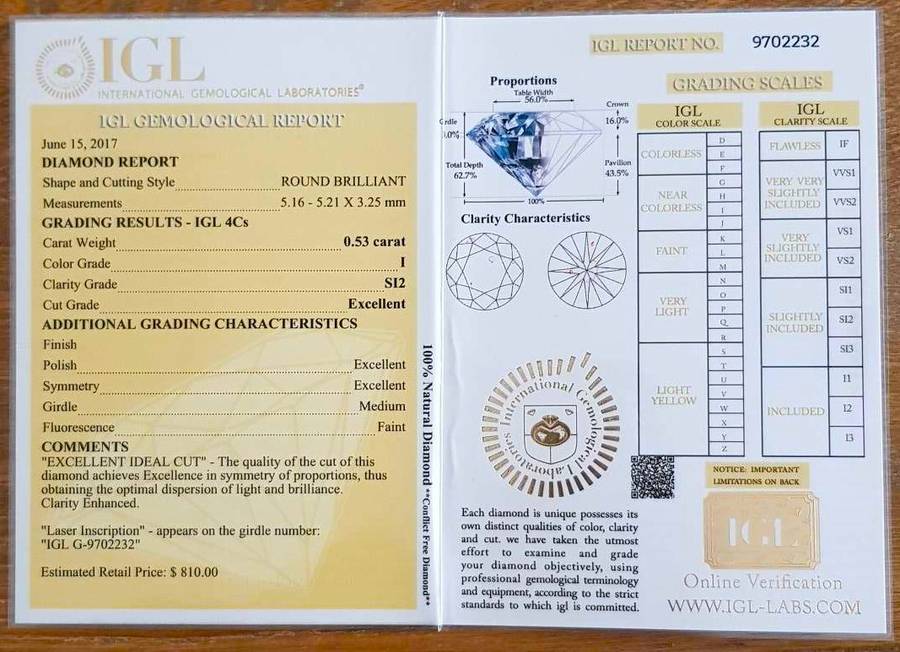 IGL
INTERNATIONAL GEMOLOGICAL LABORATORIES®
IGL GEMOLOGICAL REPORT
June 15, 2017
DIAMOND REPORT
Shape and Cutting Style ROUND BRILLIANT
Measurements 5.16 - 5.21 X 3.25 mm
GRADING RESULTS - IGL 4Cs
Carat Weight 0.53 carat
Color Grade I
Clarity Grade SI2
Cut Grade Excellent
ADDITIONAL GRADING CHARACTERISTICS
Finish
Polish Excellent
Symmetry Excellent
Girdle Medium
Fluorescence Faint
COMMENTS
"EXCELLENT IDEAL CUT" - The quality of the cut of this
diamond achieves Excellence in symmetry of proportions, thus
obtaining the optimal dispersion of light and brilliance.
Clarity Enhanced.
"Laser Inscription" - appears on the girdle number:
"IGL G-9702232"
Estimated Retail Price: $ 810.00
100% Natural Diamond **Conflict Free Diamond**
IGL REPORT NO. 9702232
Proportions
Table Width
56.0%
Crown
16.0%
Pavilion
43.5%
Total Depth
62.7%
100%
Clarity Characteristics
International Gemological Laboratories
Each diamond is unique possesses its
own distinct qualities of color, clarity
and cut. we have taken the utmost
effort to examine and grade
your diamond objectively, using
professional gemological terminology
and equipment, according to the strict
standards to which igl is committed.
GRADING SCALES
IGL
COLOR SCALE
COLORLESS
D
E
F
NEAR
COLORLESS
G
H
I
J
FAINT
K
L
M
VERY
LIGHT
N
O
P
Q
R
LIGHT
YELLOW
S
T
U
V
W
X
Y
Z
IGL
CLARITY SCALE
FLAWLESS
IF
VERY VERY
SLIGHTLY
INCLUDED
VVS1
VVS2
VERY
SLIGHTLY
INCLUDED
VS1
VS2
SLIGHTLY
INCLUDED
SI1
SI2
SI3
INCLUDED
I1
I2
I3
NOTICE: IMPORTANT
LIMITATIONS ON BACK
IGL
Online Verification
WWW.IGL-LABS.COM